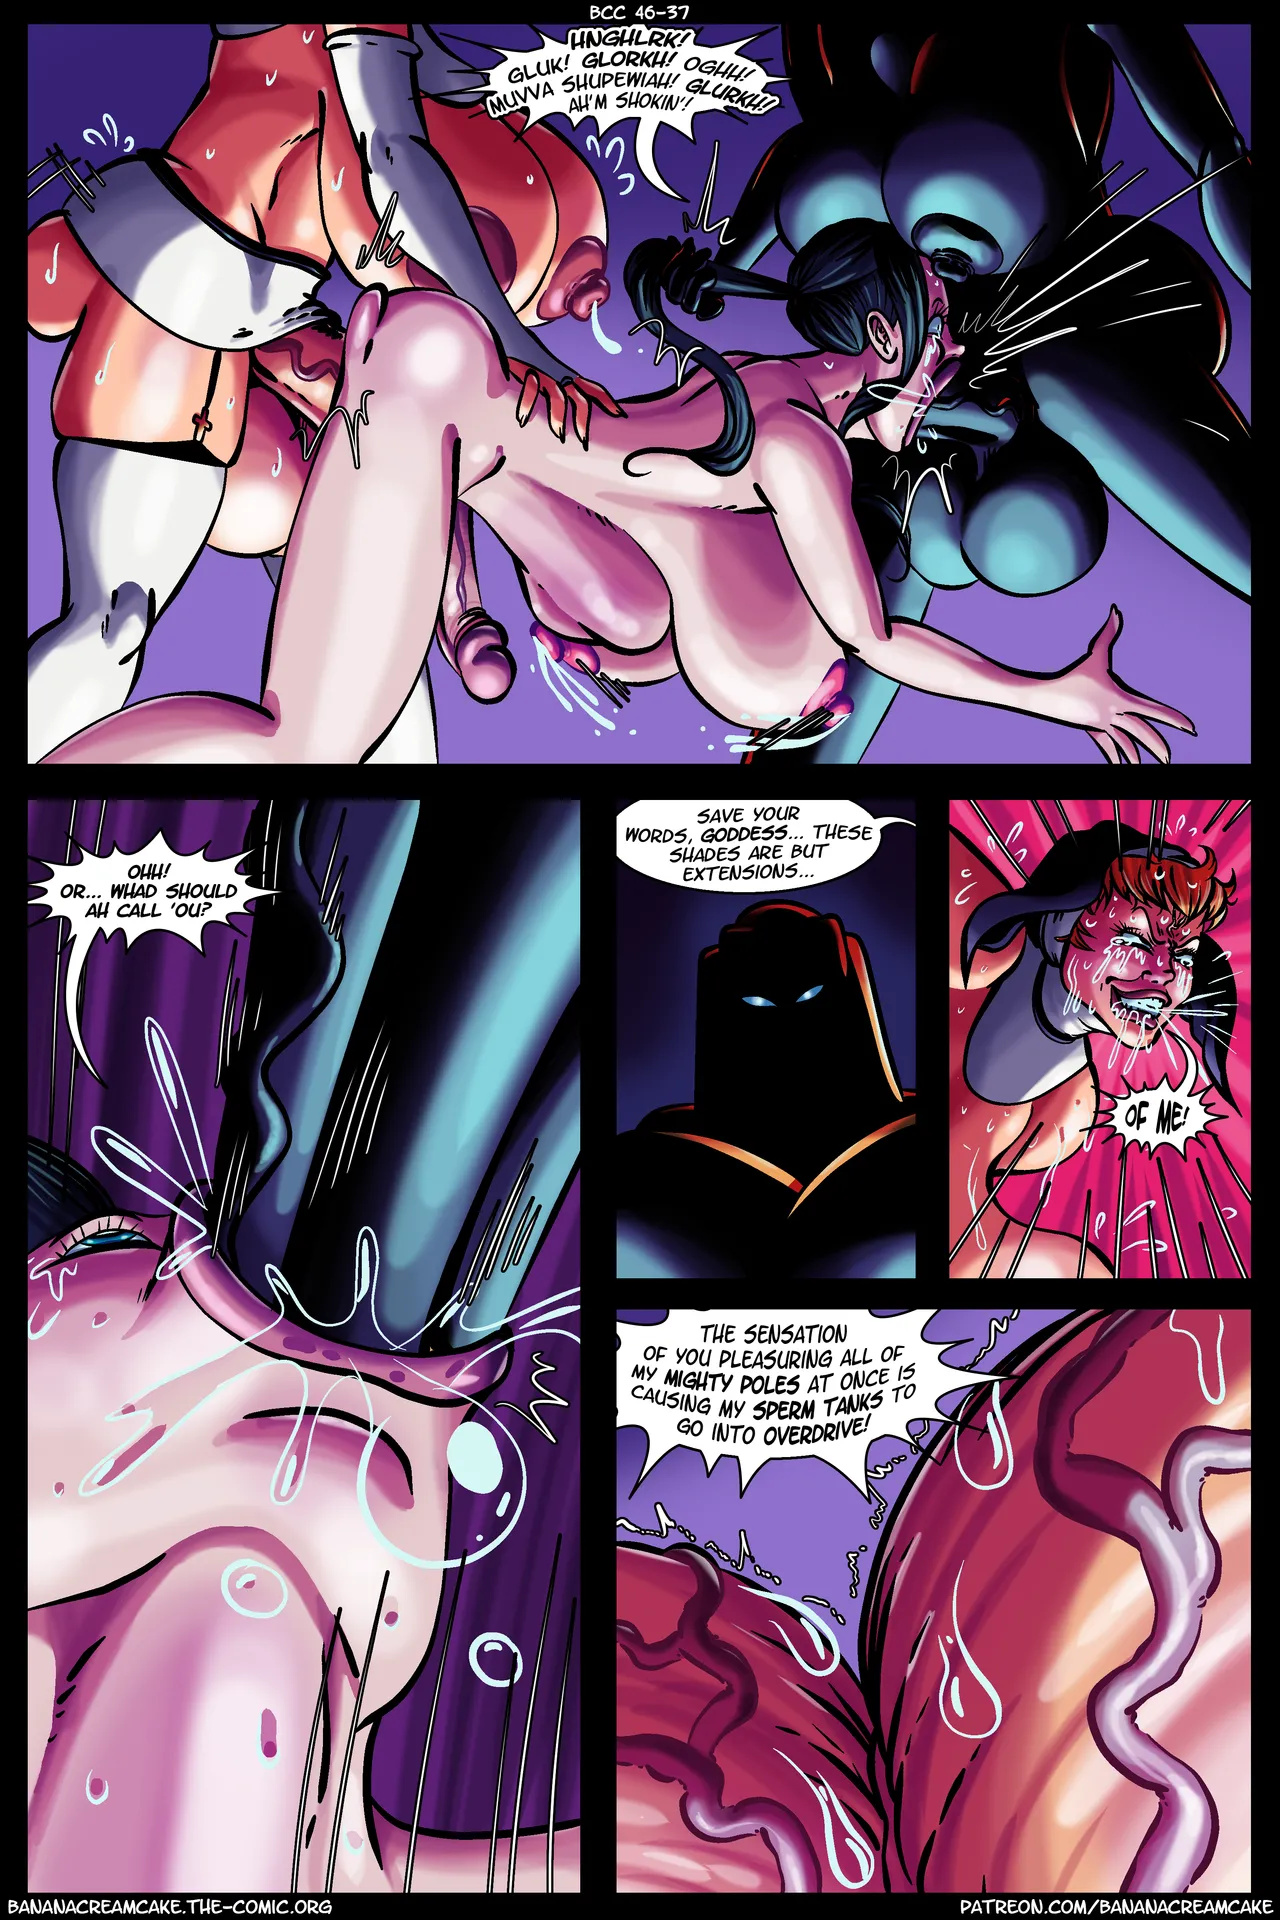 BCC 46-37
HNGHLRK!
GLUK! GLORKH! OGHH!
MUVVA SHUPEWIAH! GLURKH!
AH'M SHOKIN'!
OHH!
OR... WHAD SHOULD
AH CALL 'OU?
SAVE YOUR
WORDS, GODDESS... THESE
SHADES ARE BUT
EXTENSIONS...
OF ME!
THE SENSATION
OF YOU PLEASURING ALL OF
MY MIGHTY POLES AT ONCE IS
CAUSING MY SPERM TANKS TO
GO INTO OVERDRIVE!
BANANACREAMCAKE.THE-COMIC.ORG
PATREON.COM/BANANACREAMCAKE